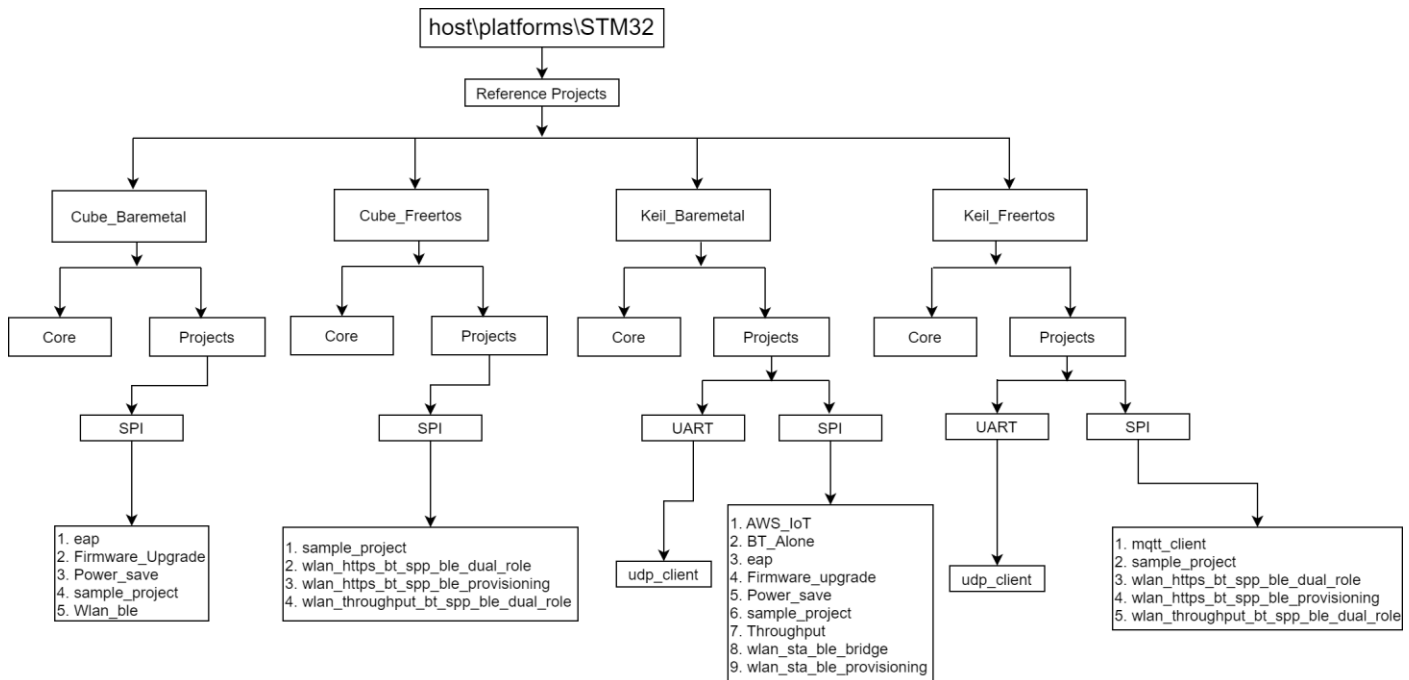 host\platforms\STM32
Reference Projects
Cube_Baremetal
Cube_Freertos
Keil_Baremetal
Keil_Freertos
Core
Projects
Core
Projects
Core
Projects
Core
Projects
SPI
SPI
UART
SPI
UART
SPI
1. eap
2. Firmware_Upgrade
3. Power_save
4. sample_project
5. Wlan_ble
1. sample_project
2. wlan_https_bt_spp_ble_dual_role
3. wlan_https_bt_spp_ble_provisioning
4. wlan_throughput_bt_spp_ble_dual_role
udp_client
1. AWS_IoT
2. BT_Alone
3. eap
4. Firmware_upgrade
5. Power_save
6. sample_project
7. Throughput
8. wlan_sta_ble_bridge
9. wlan_sta_ble_provisioning
udp_client
1. mqtt_client
2. sample_project
3. wlan_https_bt_spp_ble_dual_role
4. wlan_https_bt_spp_ble_provisioning
5. wlan_throughput_bt_spp_ble_dual_role